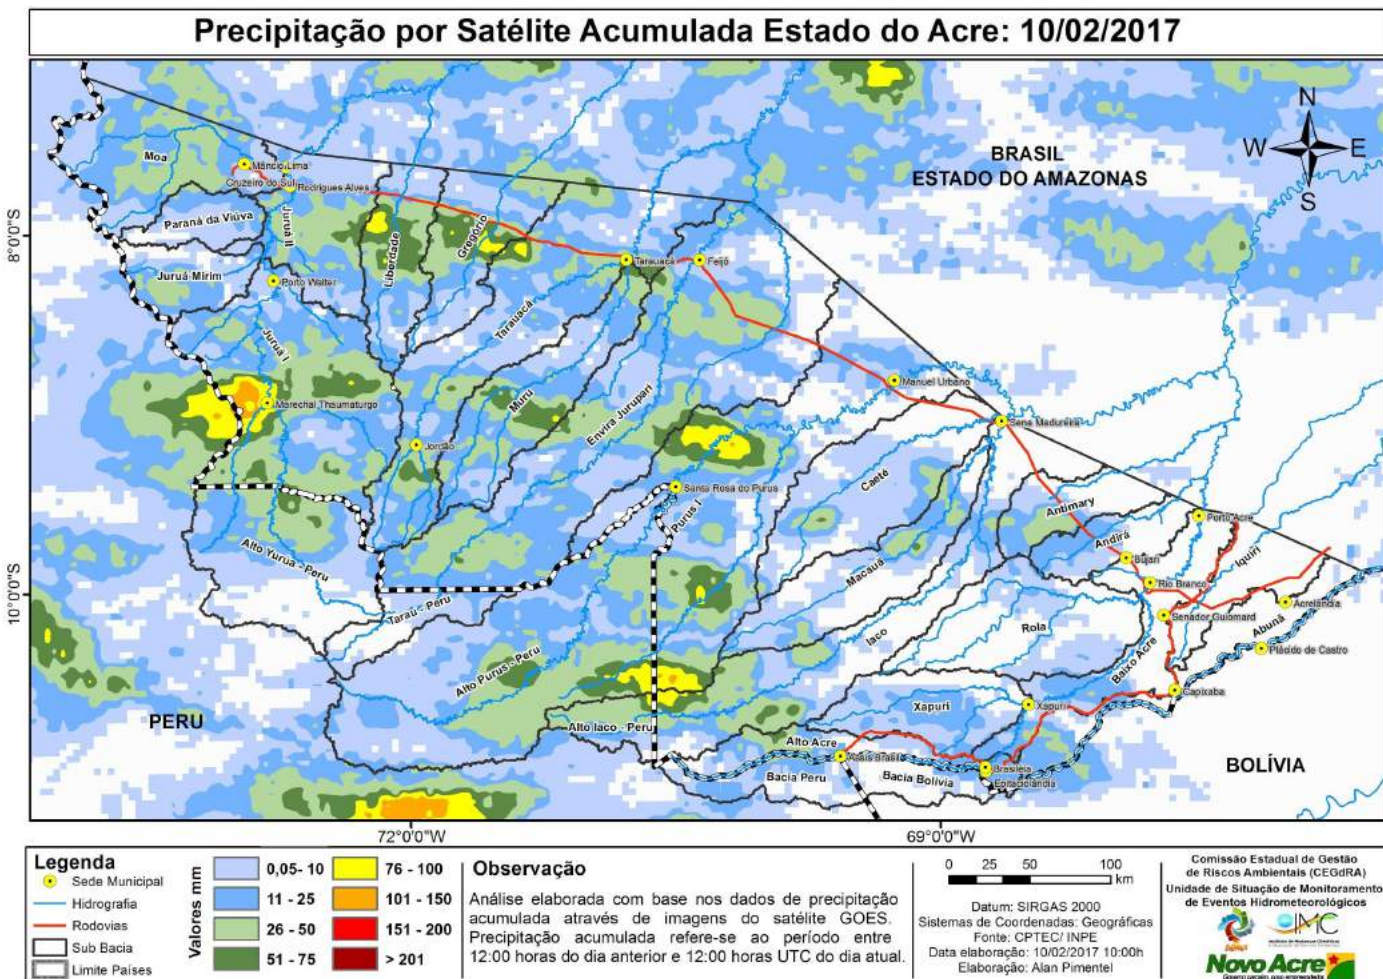 Precipitação por Satélite Acumulada Estado do Acre: 10/02/2017
N
W
E
S
BRASIL
ESTADO DO AMAZONAS
PERU
BOLÍVIA
8°0'0"S
10°0'0"S
72°0'0"W
69°0'0"W
Moa
Mâncio Lima
Cruzeiro do Sul
Rodrigues Alves
Paraná da Viúva
Juruá II
Juruá-Mirim
Porto Walter
Liberdade
Gregório
Tarauacá
Feijó
Tarauacá
Juruá I
Marechal Thaumaturgo
Muru
Envira Jurupari
Jordão
Manuel Urbano
Sena Madureira
Santa Rosa do Purus
Purus I
Caeté
Antimary
Andirá
Porto Acre
Bujari
Iquiri
Rio Branco
Macauã
Alto Yurua - Peru
Tarau - Peru
Iaco
Rola
Senador Guiomard
Acrelândia
Abunã
Plácido de Castro
Baixo Acre
Alto Purus - Peru
Capixaba
Xapuri
Xapuri
Alto Iaco - Peru
Alto Acre
Assis Brasil
Bacia Peru
Bacia Bolívia
Brasileia
Epitaciolândia
Legenda
Sede Municipal
Hidrografia
Rodovias
Sub Bacia
Limite Países
Valores mm
0,05- 10
11 - 25
26 - 50
51 - 75
76 - 100
101 - 150
151 - 200
> 201
Observação
Análise elaborada com base nos dados de precipitação
acumulada através de imagens do satélite GOES.
Precipitação acumulada refere-se ao período entre
12:00 horas do dia anterior e 12:00 horas UTC do dia atual.
0 25 50 100
km
Datum: SIRGAS 2000
Sistemas de Coordenadas: Geográficas
Fonte: CPTEC/ INPE
Data elaboração: 10/02/2017 10:00h
Elaboração: Alan Pimentel
Comissão Estadual de Gestão
de Riscos Ambientais (CEGdRA)
Unidade de Situação de Monitoramento
de Eventos Hidrometeorológicos
IMC
Novo Acre